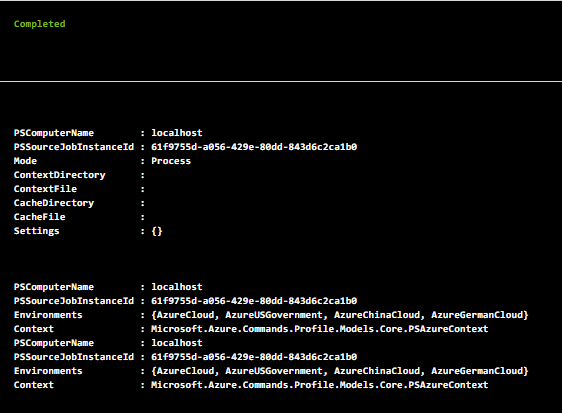 Completed
PSComputerName : localhost
PSSourceJobInstanceId : 61f9755d-a056-429e-80dd-843d6c2ca1b0
Mode : Process
ContextDirectory :
ContextFile :
CacheDirectory :
CacheFile :
Settings : {}
PSComputerName : localhost
PSSourceJobInstanceId : 61f9755d-a056-429e-80dd-843d6c2ca1b0
Environments : {AzureCloud, AzureUSGovernment, AzureChinaCloud, AzureGermanCloud}
Context : Microsoft.Azure.Commands.Profile.Models.Core.PSAzureContext
PSComputerName : localhost
PSSourceJobInstanceId : 61f9755d-a056-429e-80dd-843d6c2ca1b0
Environments : {AzureCloud, AzureUSGovernment, AzureChinaCloud, AzureGermanCloud}
Context : Microsoft.Azure.Commands.Profile.Models.Core.PSAzureContext